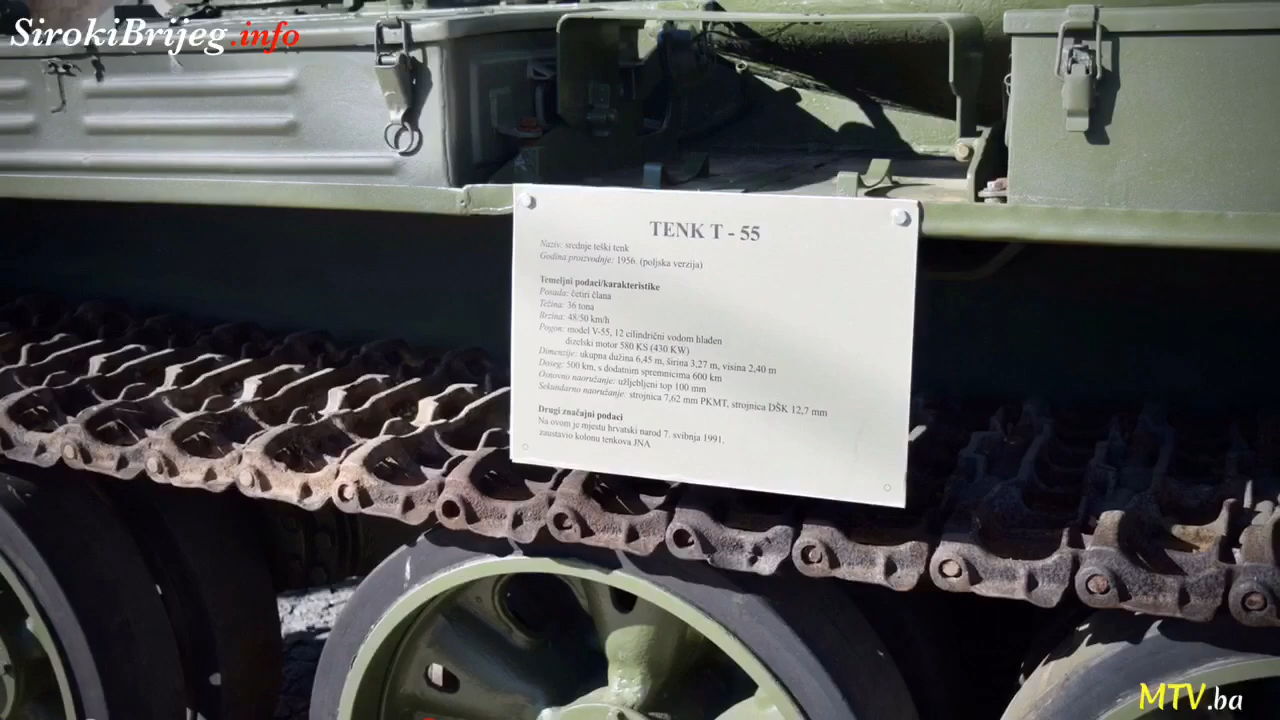 SirokiBrijeg.info
TENK T - 55
Naziv: srednje teški tenk
Godina proizvodnje: 1956. (poljska verzija)
Temeljni podaci/karakteristike
Posada: četiri člana
Težina: 36 tona
Brzina: 48/50 km/h
Pogon: model V-55, 12 cilindrični vodom hlađen
dizelski motor 580 KS (430 KW)
Dimenzije: ukupna dužina 6,45 m, širina 3,27 m, visina 2,40 m
Doseg: 500 km, s dodatnim spremnicima 600 km
Osnovno naoružanje: užljebljeni top 100 mm
Sekundarno naoružanje: strojnica 7,62 mm PKMT, strojnica DŠK 12,7 mm
Drugi značajni podaci
Na ovom je mjestu hrvatski narod 7. svibnja 1991.
zaustavio kolonu tenkova JNA
MTV.ba